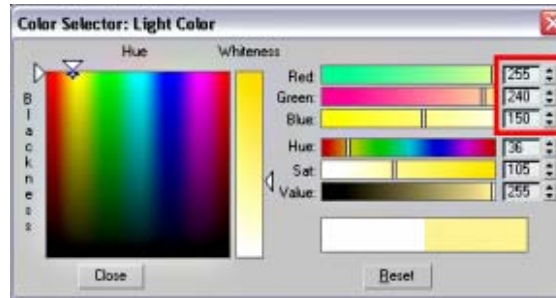 Color Selector: Light Color
Hue
Whiteness
Blackness
Red:
255
Green:
240
Blue:
150
Hue:
36
Sat:
105
Value:
255
Close
Reset